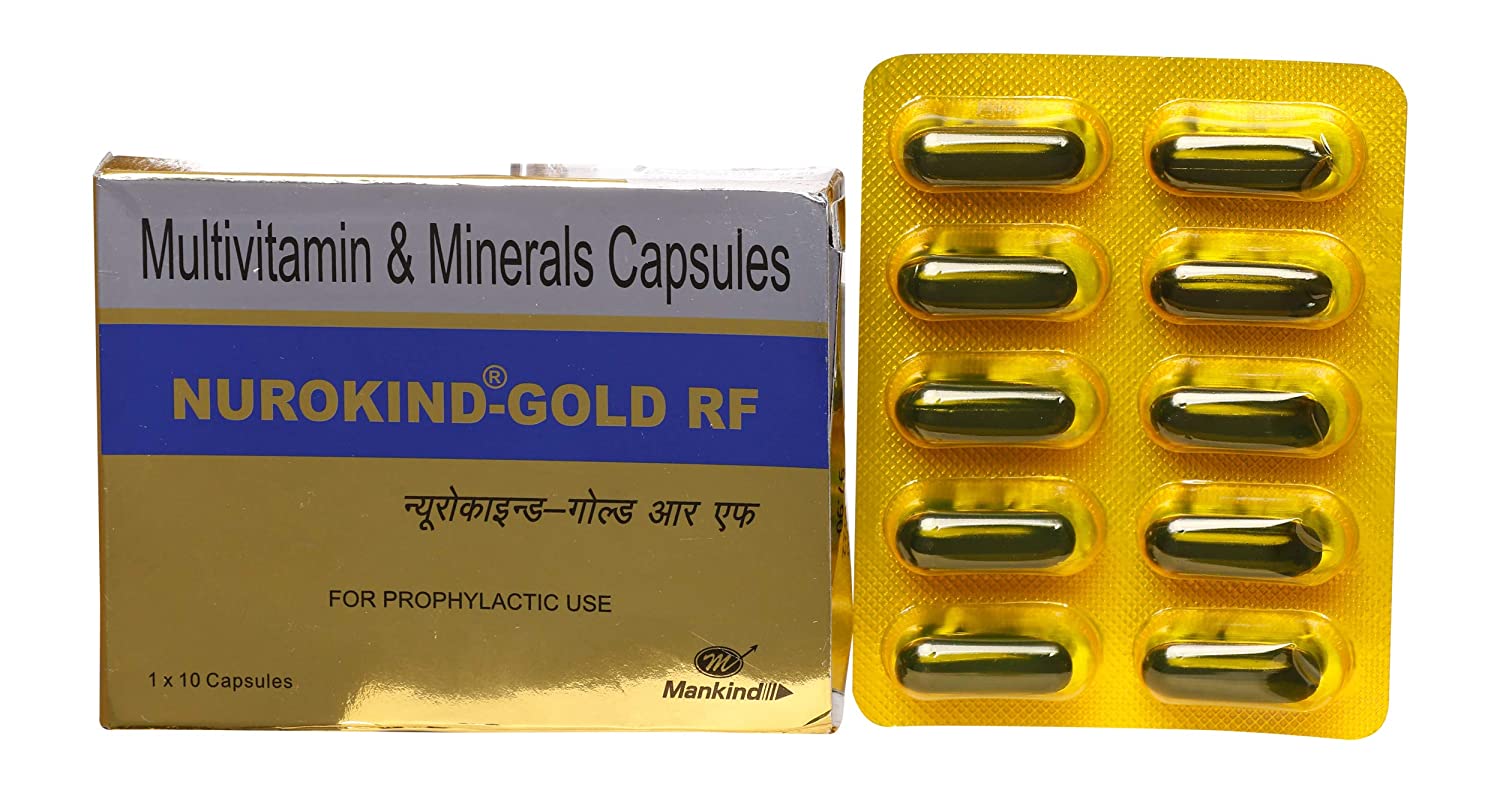 Multivitamin & Minerals Capsules
NUROKIND®-GOLD RF
न्यूरोकाइन्ड–गोल्ड आर एफ
FOR PROPHYLACTIC USE
1 x 10 Capsules
m
Mankind